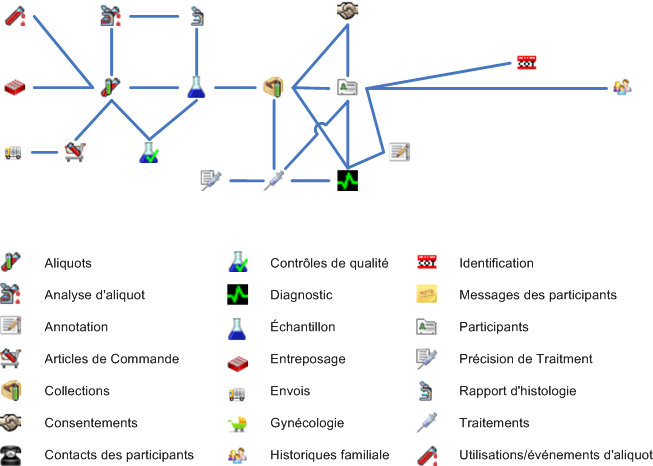 Aliquots
Contrôles de qualité
Identification
Analyse d'aliquot
Diagnostic
Messages des participants
Annotation
Échantillon
Participants
Articles de Commande
Entreposage
Précision de Traitment
Collections
Envois
Rapport d'histologie
Consentements
Gynécologie
Traitements
Contacts des participants
Historiques familiale
Utilisations/événements d'aliquot